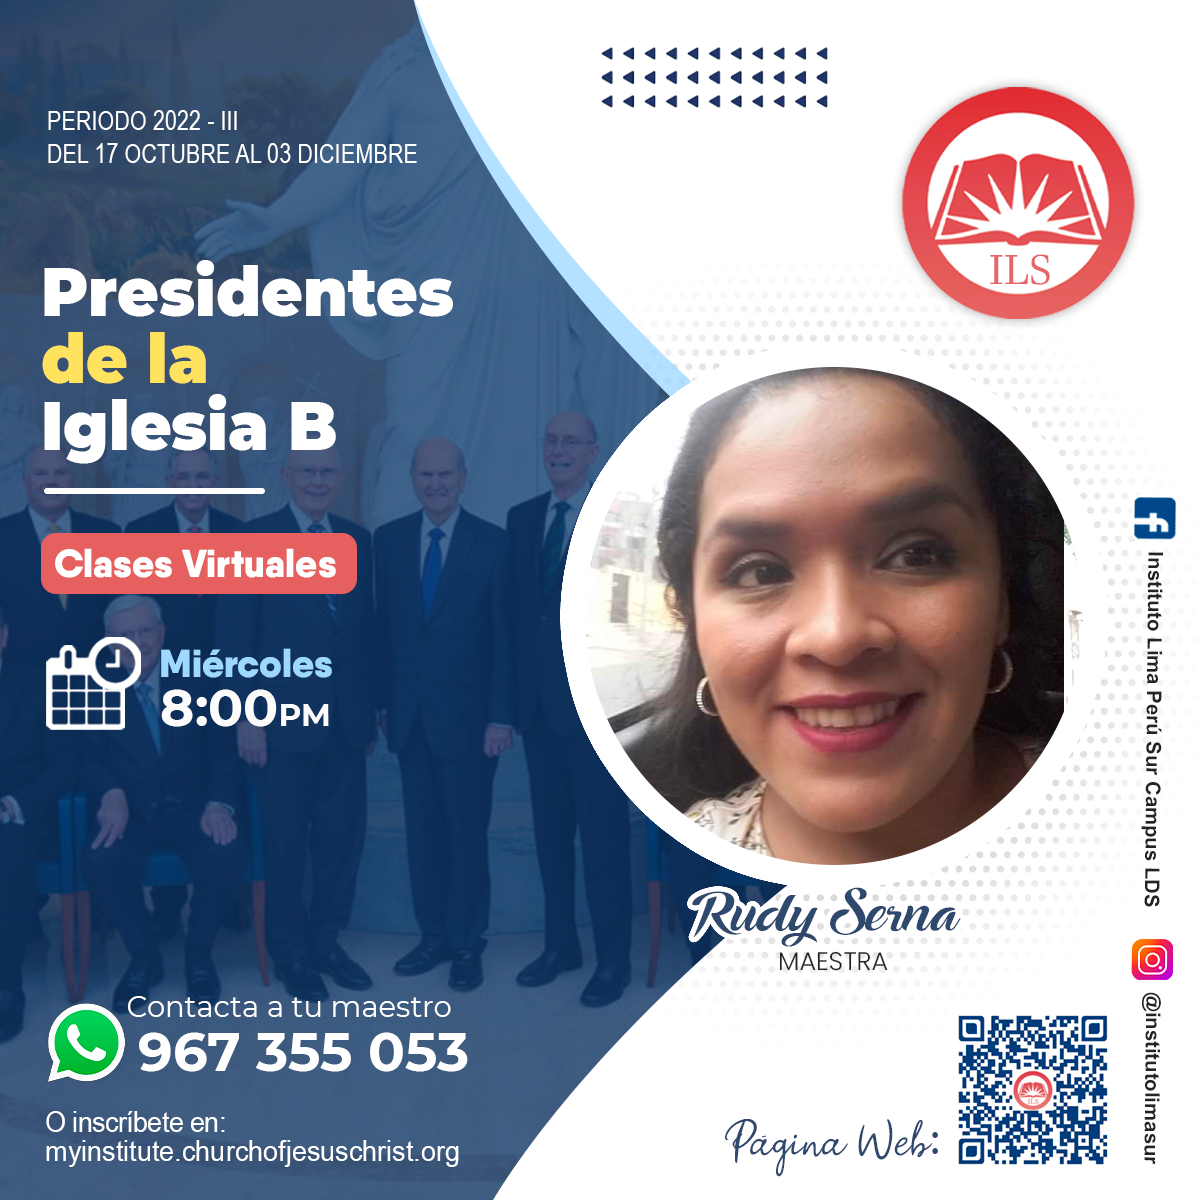 PERIODO 2022 - III
DEL 17 OCTUBRE AL 03 DICIEMBRE
ILS
Presidentes
de la
Iglesia B
Clases Virtuales
Miércoles
8:00PM
Rudy Serna
MAESTRA
Contacta a tu maestro
967 355 053
O inscríbete en:
myinstitute.churchofjesuschrist.org
Página Web:
ILS
Instituto Lima Perú Sur Campus LDS
@institutolimasur